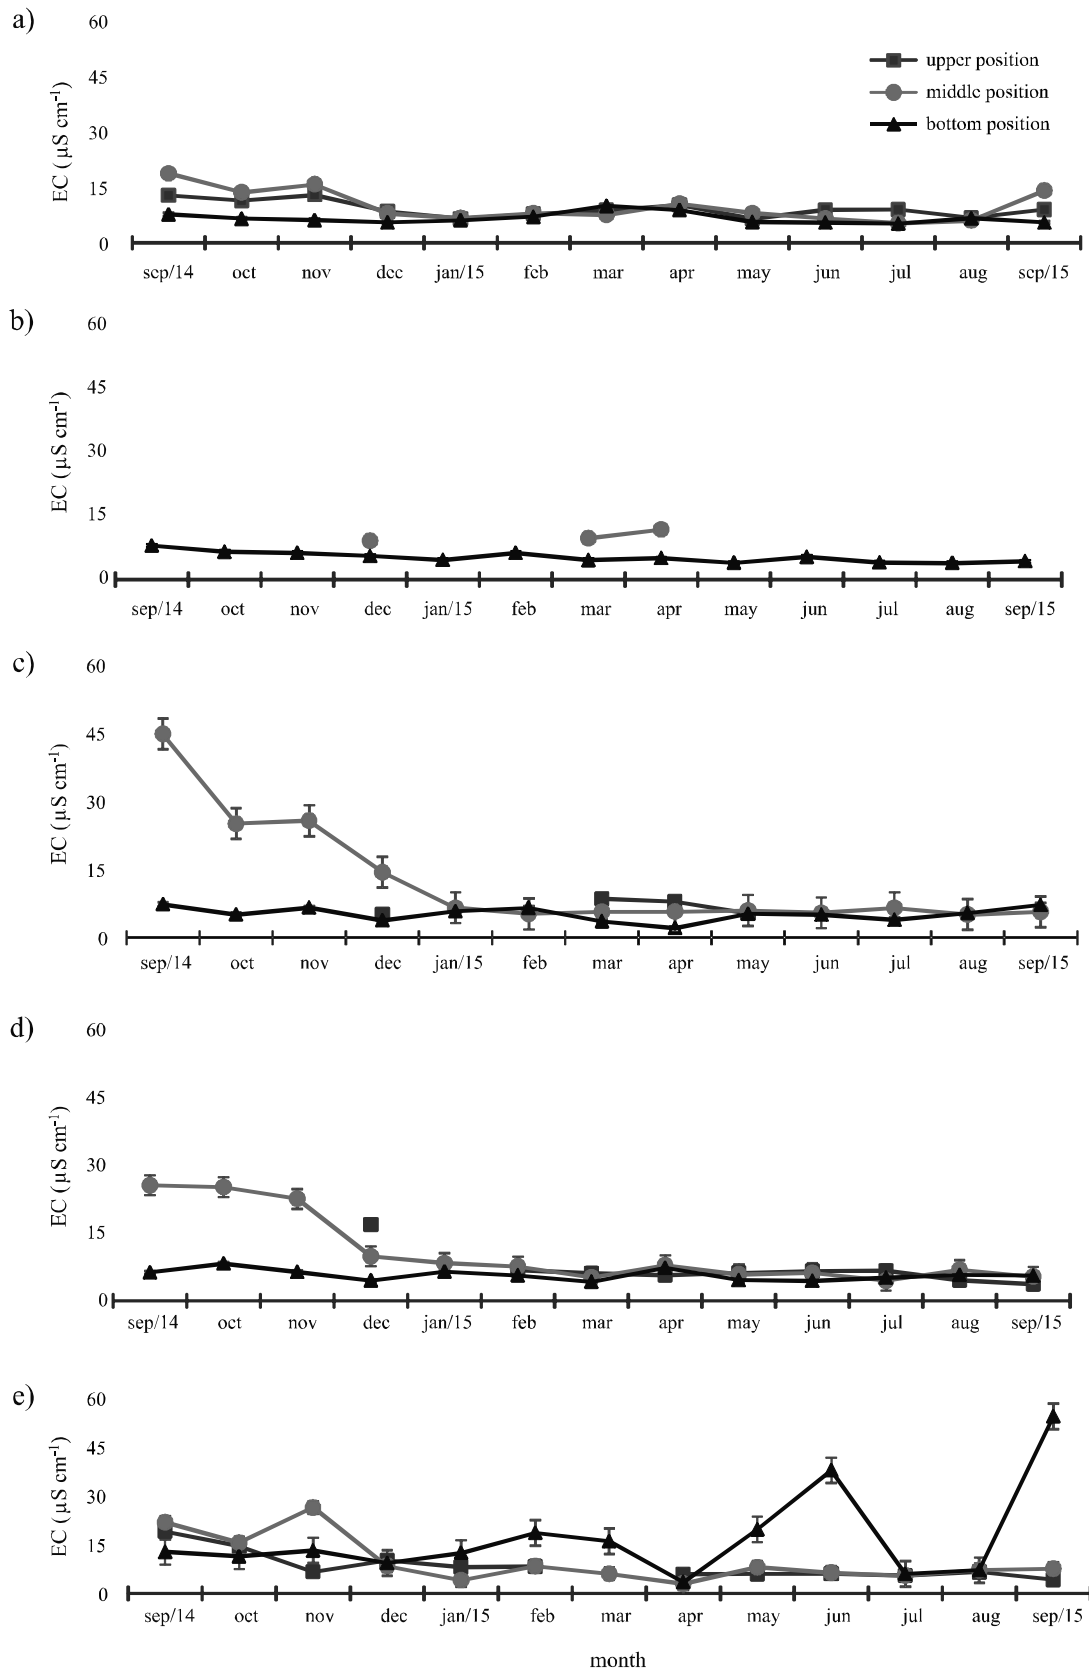 a)
60
45
30
15
0
EC ( µS cm-1)
upper position
middle position
bottom position
sep/14 oct nov dec jan/15 feb mar apr may jun jul aug sep/15
b)
60
45
30
15
0
EC ( µS cm-1)
sep/14 oct nov dec jan/15 feb mar apr may jun jul aug sep/15
c)
60
45
30
15
0
EC ( µS cm-1)
sep/14 oct nov dec jan/15 feb mar apr may jun jul aug sep/15
d)
60
45
30
15
0
EC ( µS cm-1)
sep/14 oct nov dec jan/15 feb mar apr may jun jul aug sep/15
e)
60
45
30
15
0
EC ( µS cm-1)
sep/14 oct nov dec jan/15 feb mar apr may jun jul aug sep/15
month